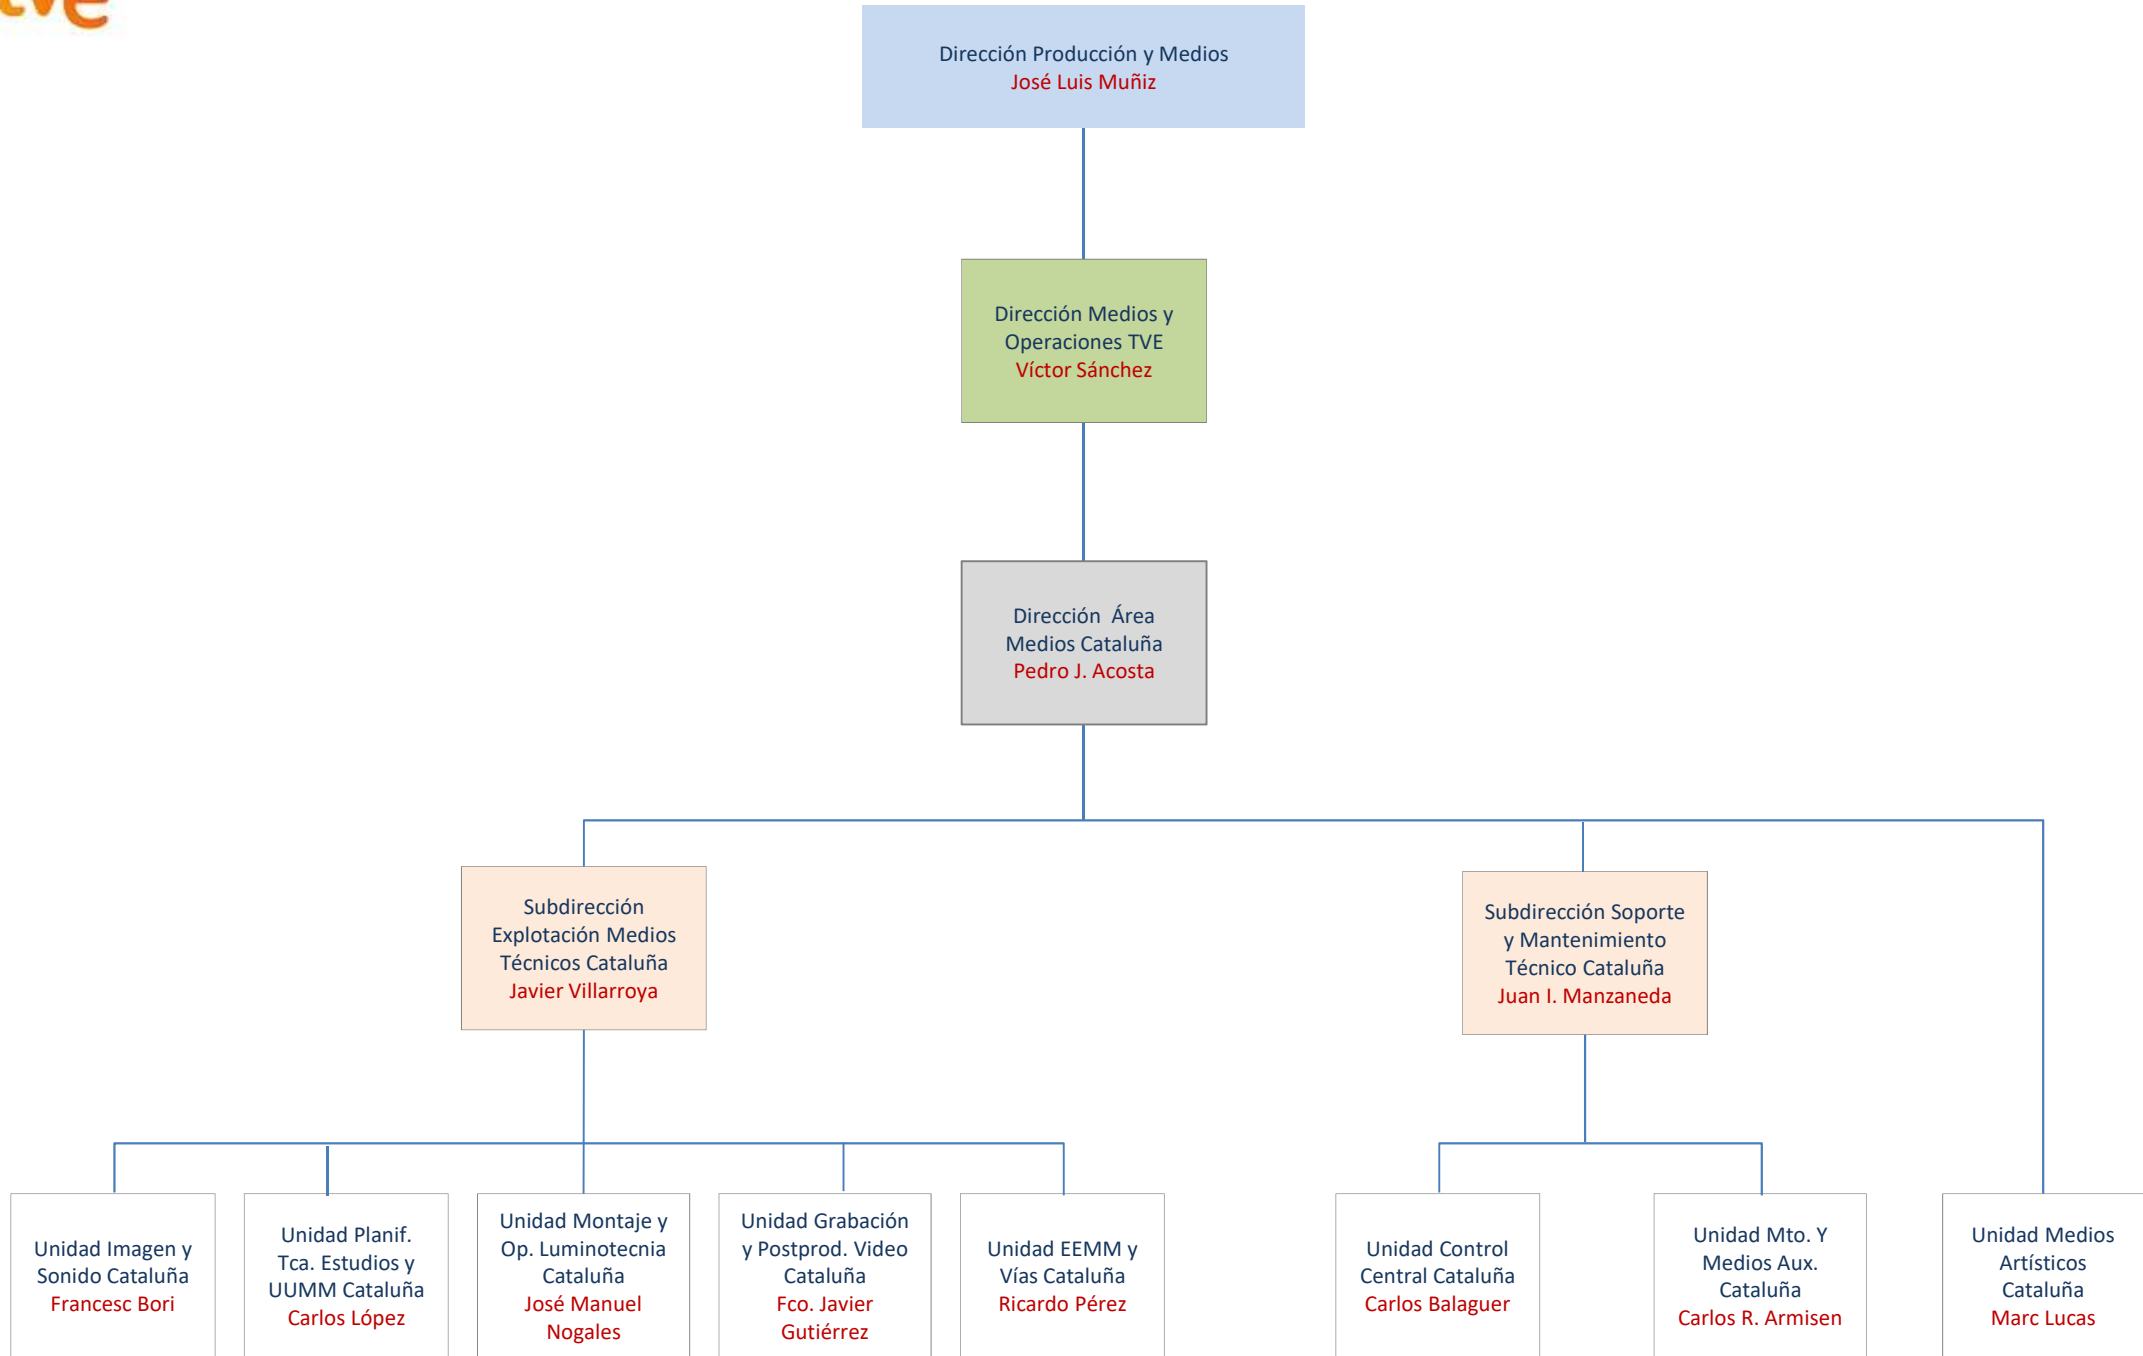 tve
Dirección Producción y Medios
José Luis Muñiz
Dirección Medios y
Operaciones TVE
Víctor Sánchez
Dirección Área
Medios Cataluña
Pedro J. Acosta
Subdirección
Explotación Medios
Técnicos Cataluña
Javier Villarroya
Subdirección Soporte
y Mantenimiento
Técnico Cataluña
Juan I. Manzaneda
Unidad Imagen y
Sonido Cataluña
Francesc Bori
Unidad Planif.
Tca. Estudios y
UUMM Cataluña
Carlos López
Unidad Montaje y
Op. Luminotecnia
Cataluña
José Manuel
Nogales
Unidad Grabación
y Postprod. Video
Cataluña
Fco. Javier
Gutiérrez
Unidad EEMM y
Vías Cataluña
Ricardo Pérez
Unidad Control
Central Cataluña
Carlos Balaguer
Unidad Mto. Y
Medios Aux.
Cataluña
Carlos R. Armisen
Unidad Medios
Artísticos
Cataluña
Marc Lucas